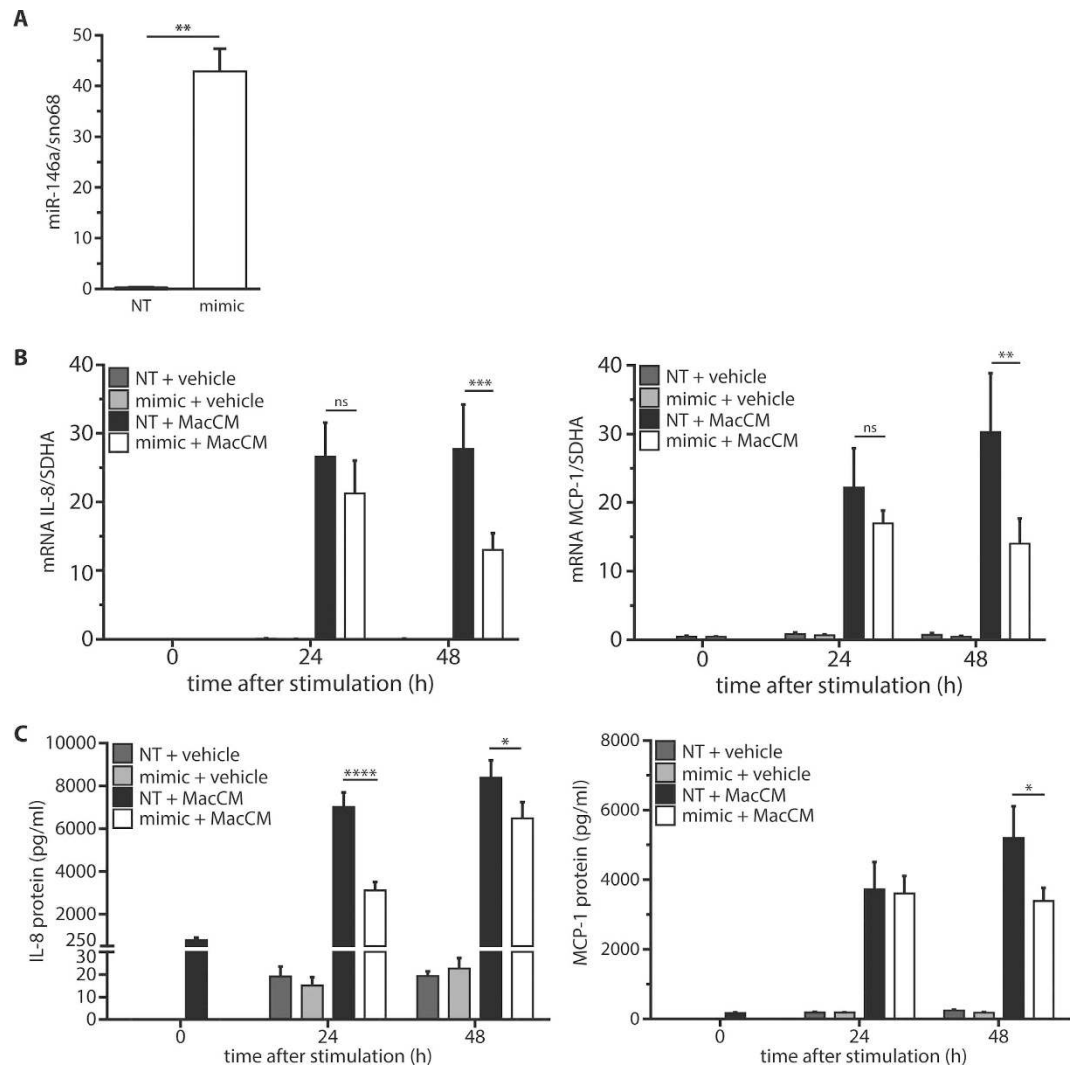 A
**
50
40
30
20
10
0
miR-146a/sno68
NT
mimic
B
40
30
20
10
0
mRNA IL-8/SDHA
NT + vehicle
mimic + vehicle
NT + MacCM
mimic + MacCM
ns
***
0
24
48
time after stimulation (h)
40
30
20
10
0
mRNA MCP-1/SDHA
NT + vehicle
mimic + vehicle
NT + MacCM
mimic + MacCM
ns
**
0
24
48
time after stimulation (h)
C
10000
8000
6000
4000
2000
250
30
20
10
0
IL-8 protein (pg/ml)
NT + vehicle
mimic + vehicle
NT + MacCM
mimic + MacCM
****
*
0
24
48
time after stimulation (h)
8000
6000
4000
2000
0
MCP-1 protein (pg/ml)
NT + vehicle
mimic + vehicle
NT + MacCM
mimic + MacCM
*
0
24
48
time after stimulation (h)